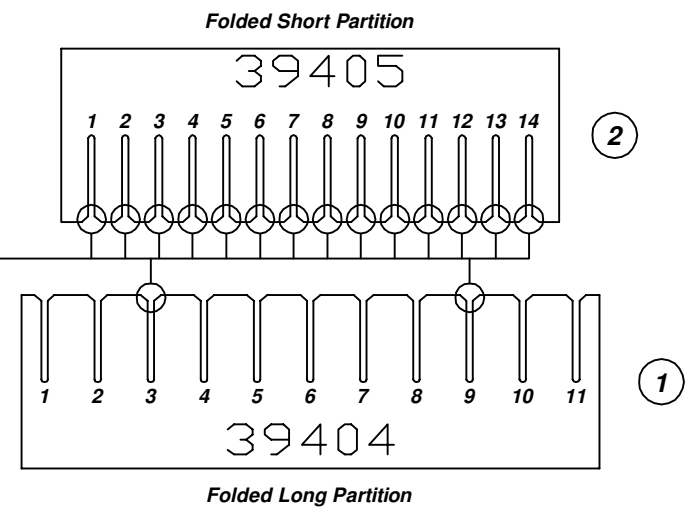 Folded Short Partition
39405
1 2 3 4 5 6 7 8 9 10 11 12 13 14
2
1 2 3 4 5 6 7 8 9 10 11
1
39404
Folded Long Partition